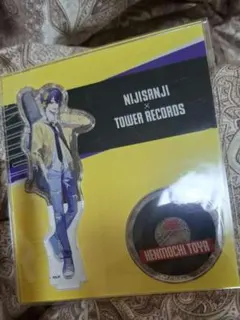 NIJISANJI
×
TOWER RECORDS
KENMOCHI TOYA